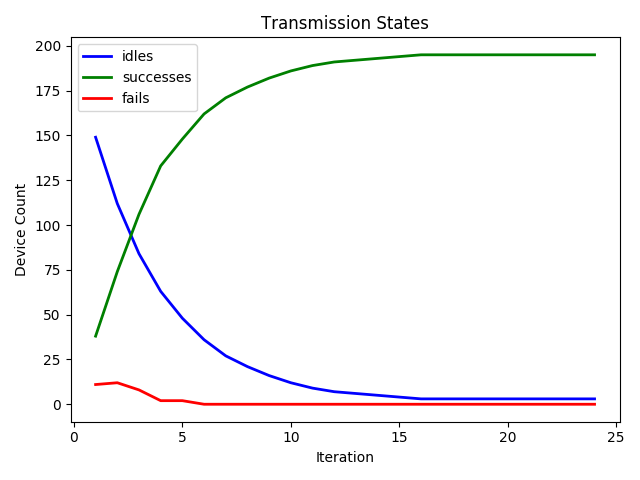 Transmission States
idles
successes
fails
200
175
150
125
100
75
50
25
0
Device Count
0 5 10 15 20 25
Iteration